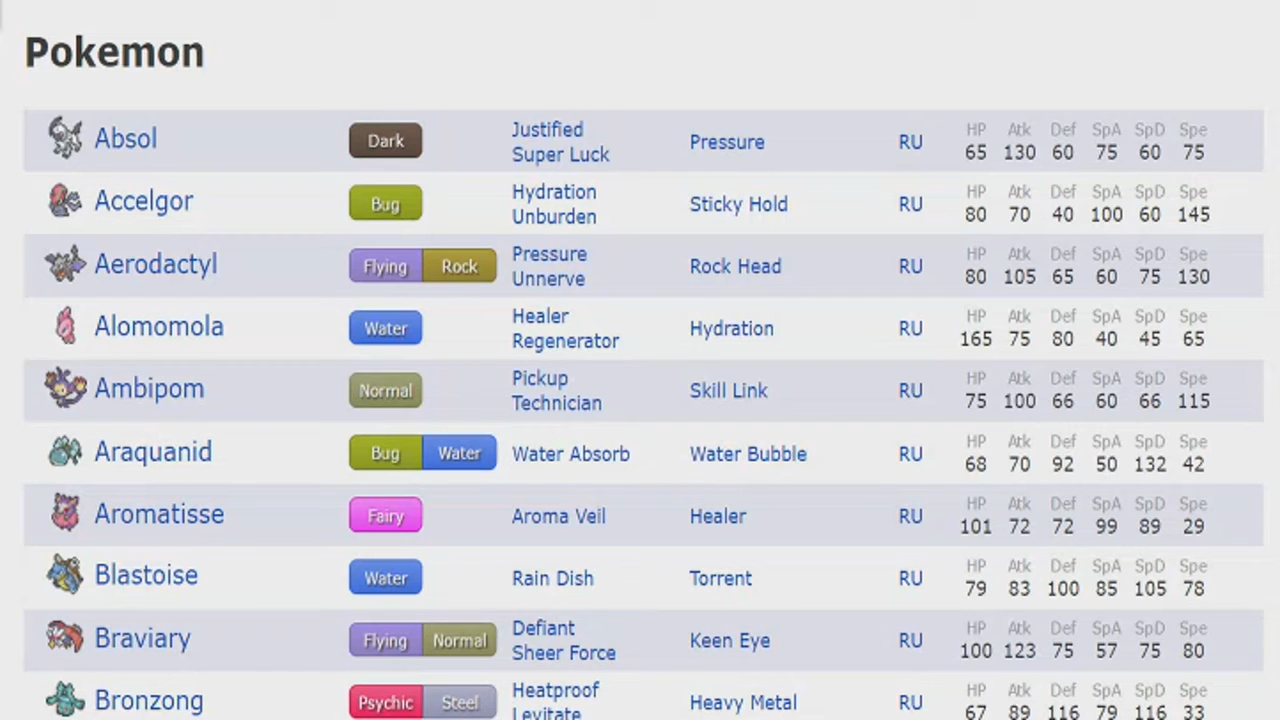 Pokemon
Absol Dark Justified Super Luck Pressure RU HP 65 Atk 130 Def 60 SpA 75 SpD 60 Spe 75
Accelgor Bug Hydration Unburden Sticky Hold RU HP 80 Atk 70 Def 40 SpA 100 SpD 60 Spe 145
Aerodactyl Flying Rock Pressure Unnerve Rock Head RU HP 80 Atk 105 Def 65 SpA 60 SpD 75 Spe 130
Alomomola Water Healer Regenerator Hydration RU HP 165 Atk 75 Def 80 SpA 40 SpD 45 Spe 65
Ambipom Normal Pickup Technician Skill Link RU HP 75 Atk 100 Def 66 SpA 60 SpD 66 Spe 115
Araquanid Bug Water Water Absorb Water Bubble RU HP 68 Atk 70 Def 92 SpA 50 SpD 132 Spe 42
Aromatisse Fairy Aroma Veil Healer RU HP 101 Atk 72 Def 72 SpA 99 SpD 89 Spe 29
Blastoise Water Rain Dish Torrent RU HP 79 Atk 83 Def 100 SpA 85 SpD 105 Spe 78
Braviary Flying Normal Defiant Sheer Force Keen Eye RU HP 100 Atk 123 Def 75 SpA 57 SpD 75 Spe 80
Bronzong Psychic Steel Heatproof Levitate Heavy Metal RU HP 67 Atk 89 Def 116 SpA 79 SpD 116 Spe 33